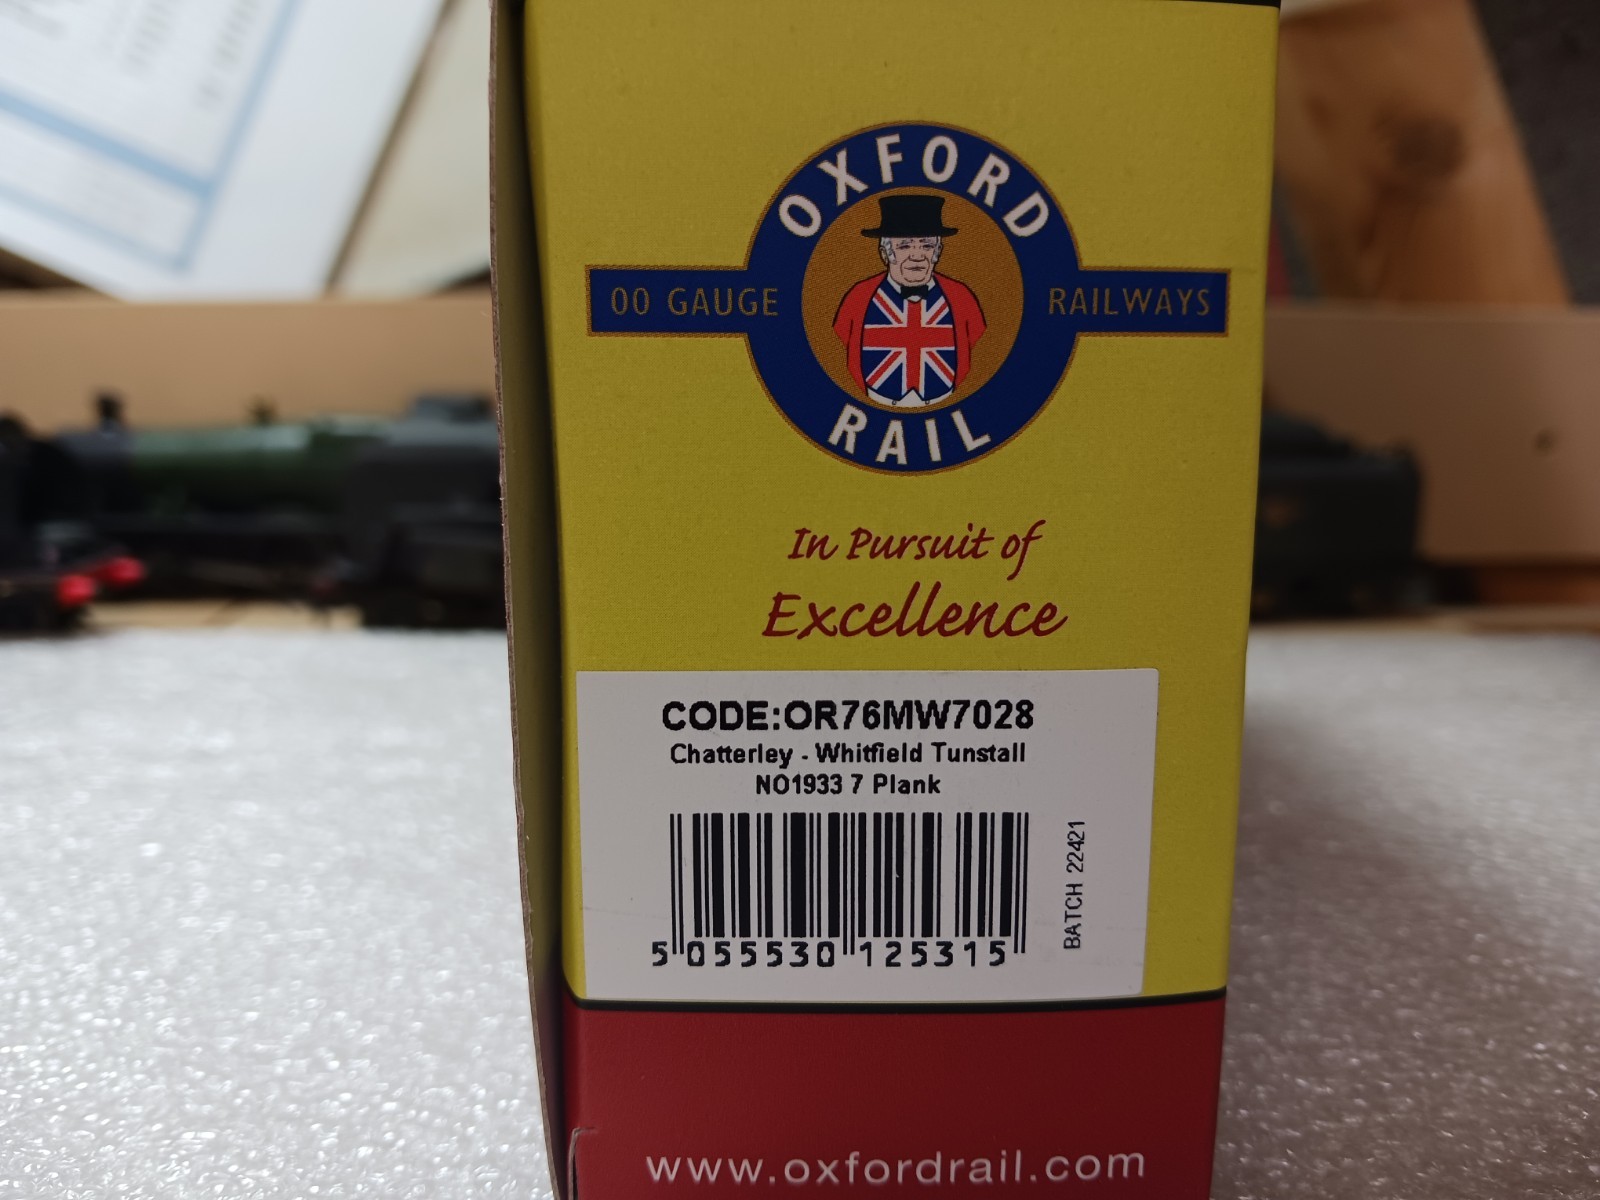 OXFORD
00 GAUGE RAILWAYS
RAIL
In Pursuit of
Excellence
CODE:OR76MW7028
Chatterley - Whitfield Tunstall
NO1933 7 Plank
BATCH 22421
5 055530 125315
www.oxfordrail.com